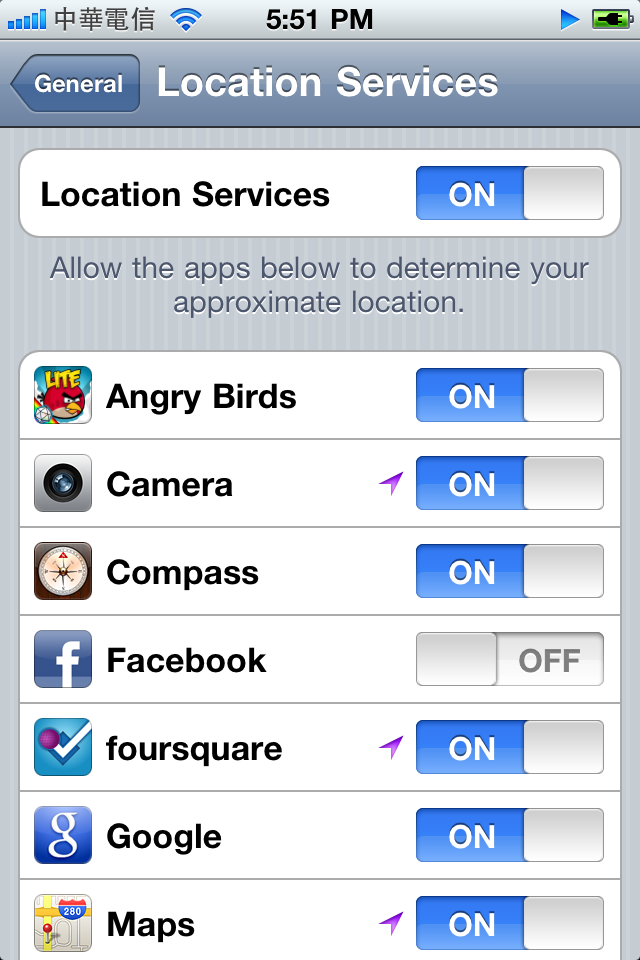 中華電信 5:51 PM
General Location Services
Location Services ON
Allow the apps below to determine your
approximate location.
LITE
Angry Birds ON
Camera ON
Compass ON
f Facebook OFF
foursquare ON
g Google ON
280
Maps ON